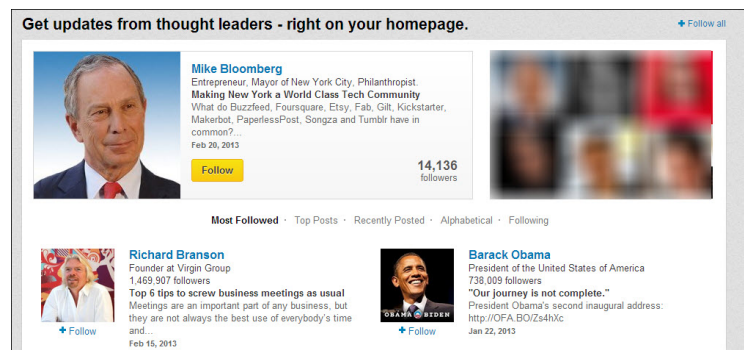 Get updates from thought leaders - right on your homepage.
+ Follow all
Mike Bloomberg
Entrepreneur, Mayor of New York City, Philanthropist.
Making New York a World Class Tech Community
What do Buzzfeed, Foursquare, Etsy, Fab, Gilt, Kickstarter,
Makerbot, PaperlessPost, Songza and Tumblr have in
common?...
Feb 20, 2013
Follow
14,136
followers
Most Followed · Top Posts · Recently Posted · Alphabetical · Following
Richard Branson
Founder at Virgin Group
1,469,907 followers
Top 6 tips to screw business meetings as usual
Meetings are an important part of any business, but
they are not always the best use of everybody's time
and...
Feb 15, 2013
+ Follow
Barack Obama
President of the United States of America
738,009 followers
"Our journey is not complete."
President Obama's second inaugural address:
http://OFA.BO/Zs4hXc
Jan 22, 2013
OBAMA BIDEN
+ Follow